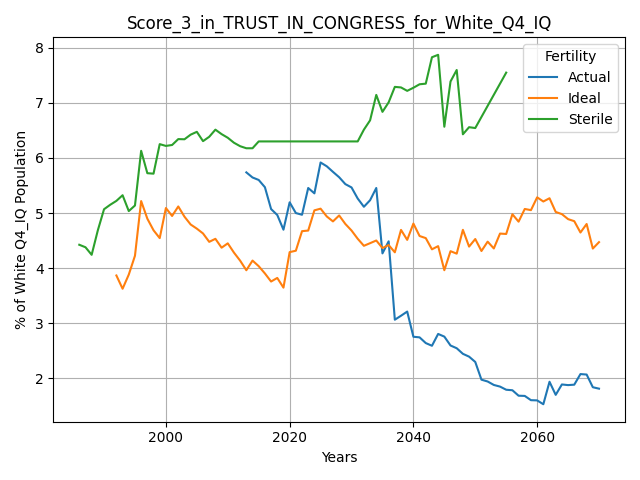 Score_3_in_TRUST_IN_CONGRESS_for_White_Q4_IQ
Fertility
Actual
Ideal
Sterile
% of White Q4_IQ Population
8
7
6
5
4
3
2
2000
2020
2040
2060
Years